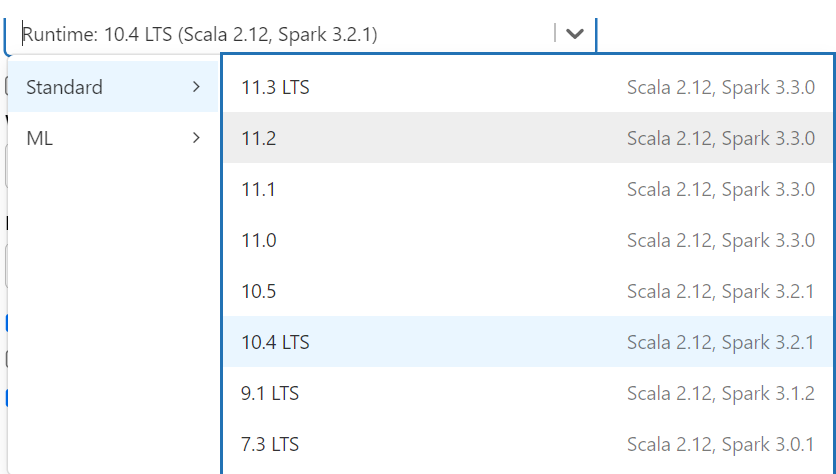 Runtime: 10.4 LTS (Scala 2.12, Spark 3.2.1)
Standard
ML
11.3 LTS Scala 2.12, Spark 3.3.0
11.2 Scala 2.12, Spark 3.3.0
11.1 Scala 2.12, Spark 3.3.0
11.0 Scala 2.12, Spark 3.3.0
10.5 Scala 2.12, Spark 3.2.1
10.4 LTS Scala 2.12, Spark 3.2.1
9.1 LTS Scala 2.12, Spark 3.1.2
7.3 LTS Scala 2.12, Spark 3.0.1